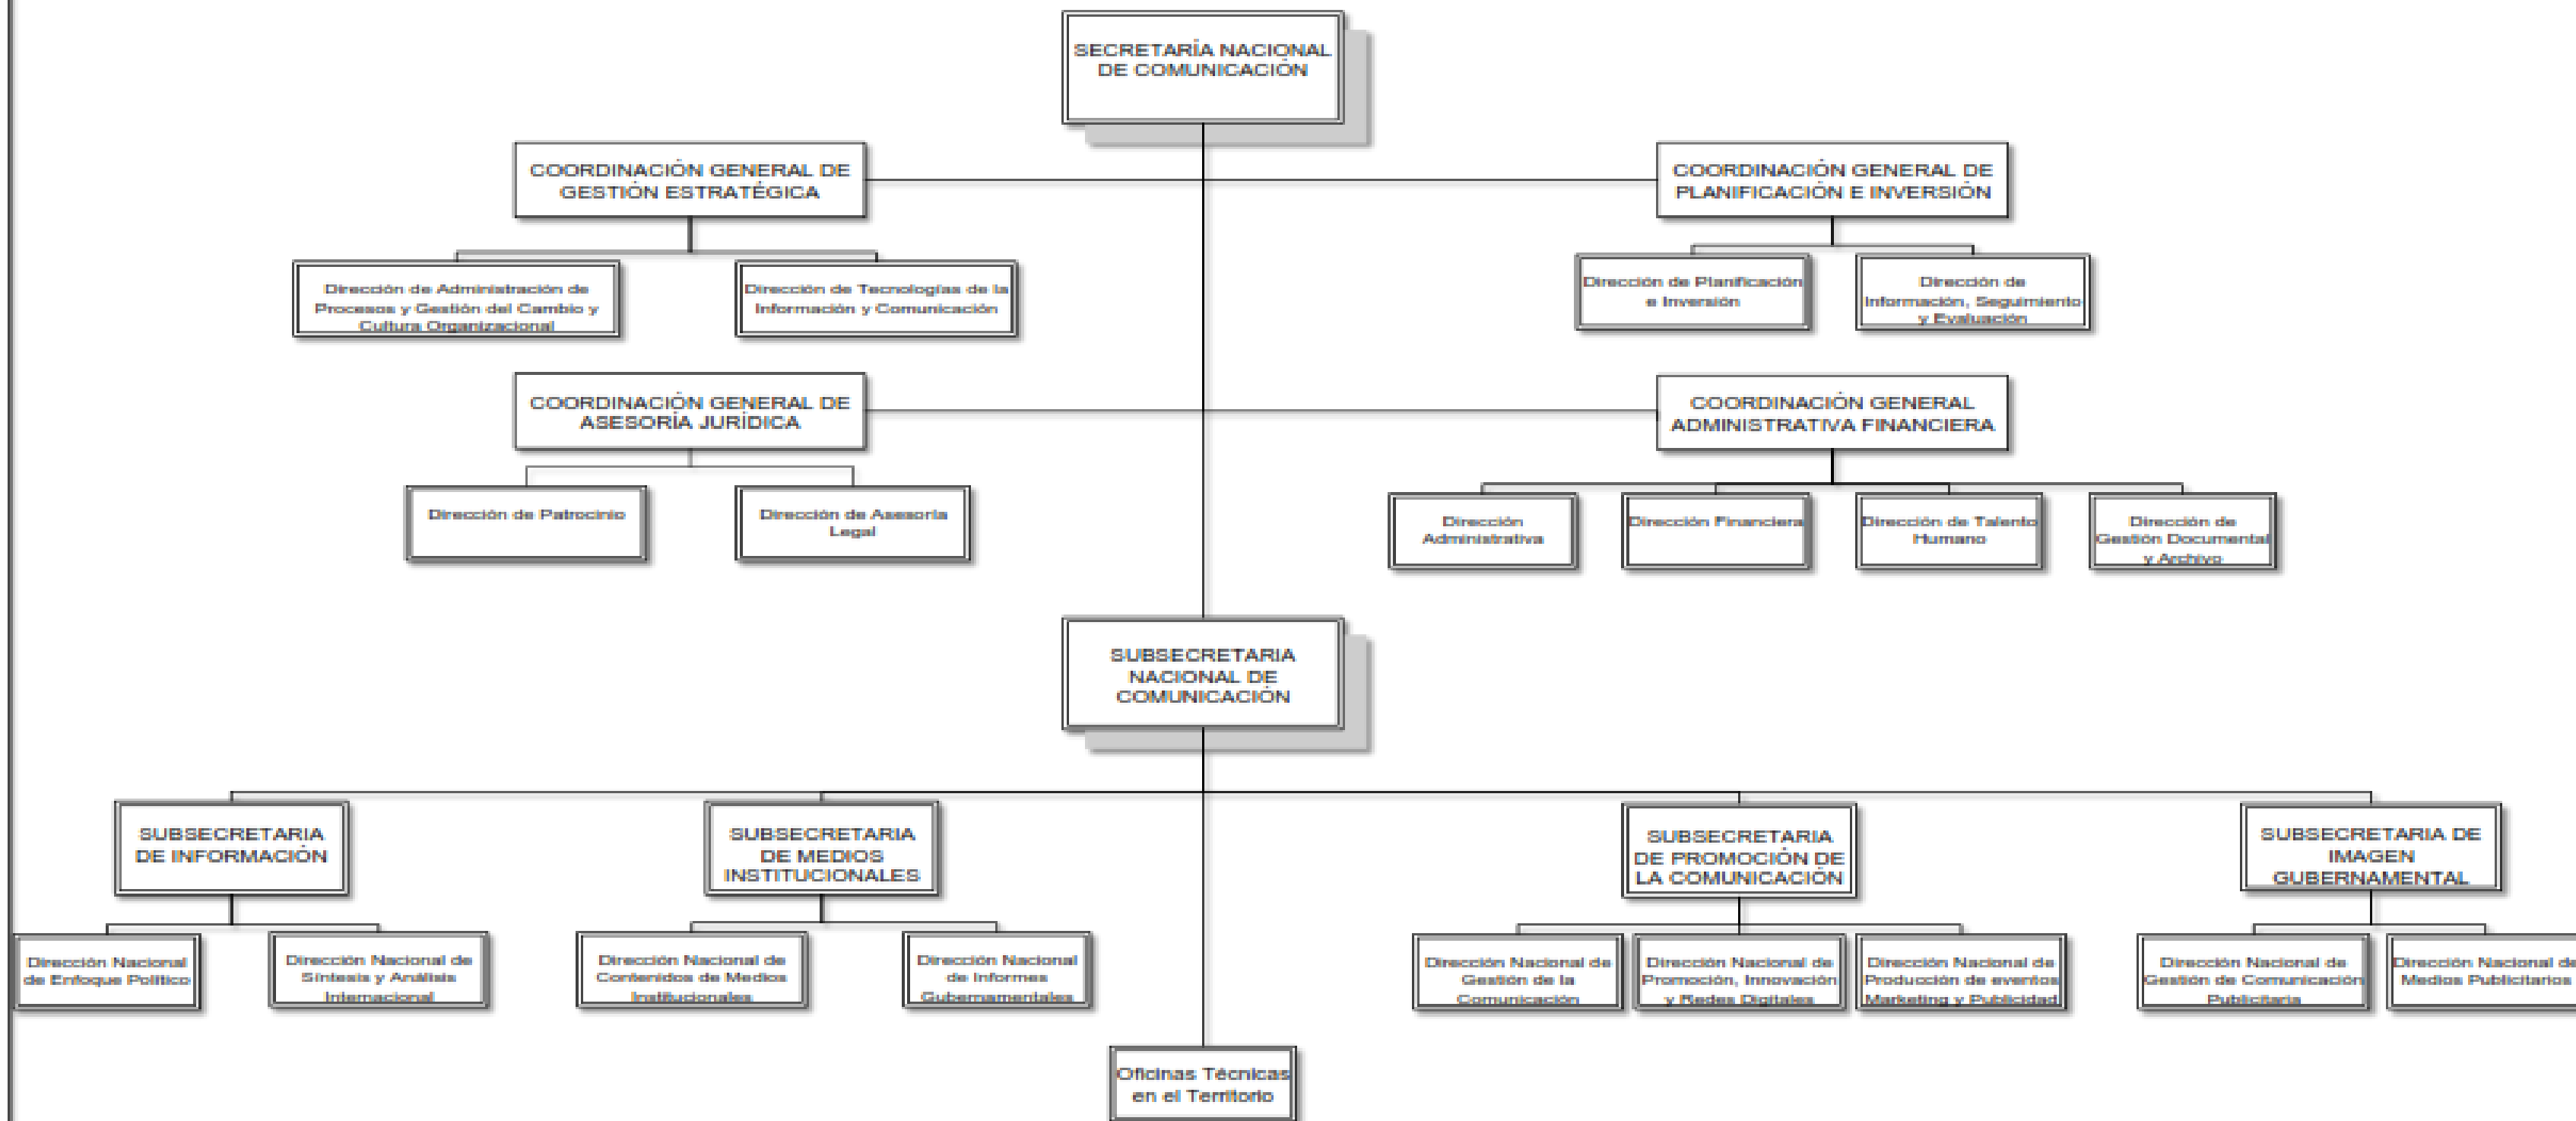 SECRETARÍA NACIONAL
DE COMUNICACIÓN
COORDINACIÓN GENERAL DE
GESTIÓN ESTRATÉGICA
COORDINACIÓN GENERAL DE
PLANIFICACIÓN E INVERSIÓN
Dirección de Administración de
Procesos y Gestión del Cambio y
Cultura Organizacional
Dirección de Tecnologías de la
Información y Comunicación
Dirección de Planificación
e Inversión
Dirección de
Información, Seguimiento
y Evaluación
COORDINACIÓN GENERAL DE
ASESORÍA JURÍDICA
COORDINACIÓN GENERAL
ADMINISTRATIVA FINANCIERA
Dirección de Patrocinio
Dirección de Asesoría
Legal
Dirección
Administrativa
Dirección Financiera
Dirección de Talento
Humano
Dirección de
Gestión Documental
y Archivo
SUBSECRETARIA
NACIONAL DE
COMUNICACIÓN
SUBSECRETARIA
DE INFORMACIÓN
SUBSECRETARIA
DE MEDIOS
INSTITUCIONALES
SUBSECRETARIA
DE PROMOCIÓN DE
LA COMUNICACIÓN
SUBSECRETARIA DE
IMAGEN
GUBERNAMENTAL
Dirección Nacional
de Enfoque Político
Dirección Nacional de
Síntesis y Análisis
Internacional
Dirección Nacional de
Contenidos de Medios
Institucionales
Dirección Nacional
de Informes
Gubernamentales
Dirección Nacional de
Gestión de la
Comunicación
Dirección Nacional de
Promoción, Innovación
y Redes Digitales
Dirección Nacional de
Producción de eventos
Marketing y Publicidad
Dirección Nacional de
Gestión de Comunicación
Publicitaria
Dirección Nacional de
Medios Publicitarios
Oficinas Técnicas
en el Territorio